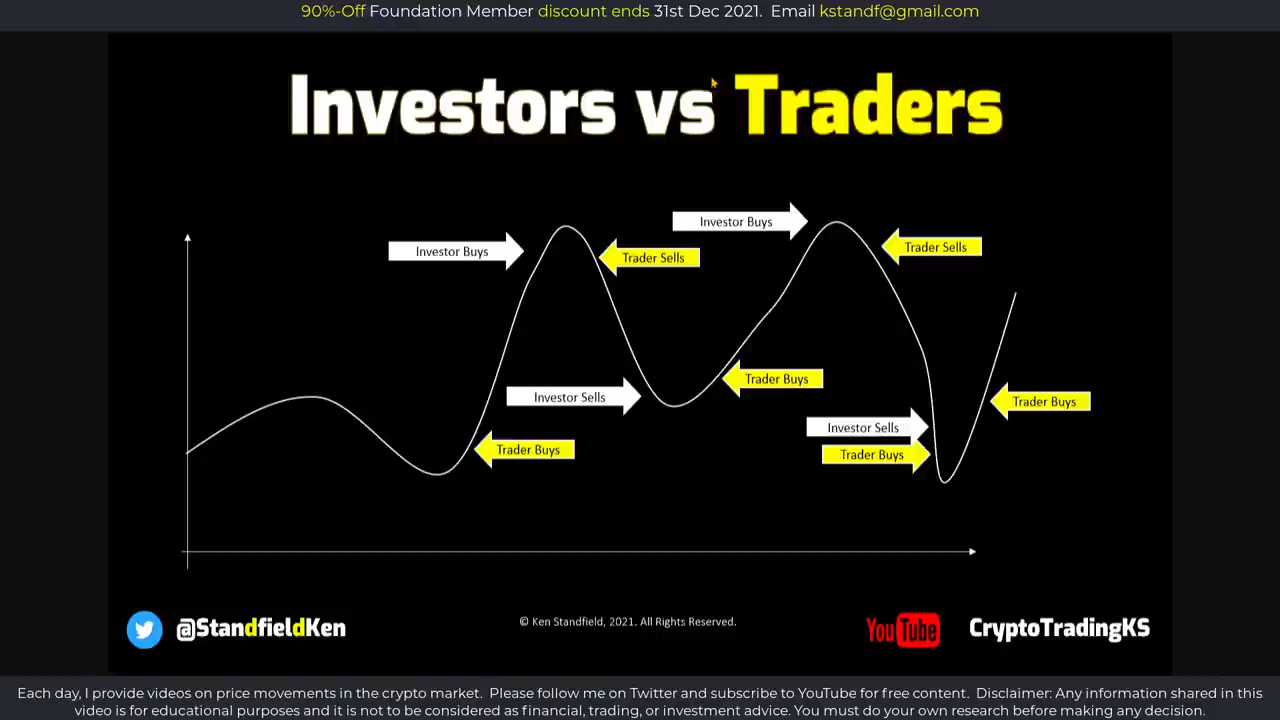 90%-Off Foundation Member discount ends 31st Dec 2021. Email kstandf@gmail.com
Investors vs Traders
Investor Buys
Trader Sells
Investor Buys
Trader Sells
Investor Sells
Trader Buys
Trader Buys
Investor Sells
Trader Buys
Trader Buys
@StandfieldKen
© Ken Standfield, 2021. All Rights Reserved.
YouTube
CryptoTradingKS
Each day, I provide videos on price movements in the crypto market. Please follow me on Twitter and subscribe to YouTube for free content. Disclaimer: Any information shared in this
video is for educational purposes and it is not to be considered as financial, trading, or investment advice. You must do your own research before making any decision.